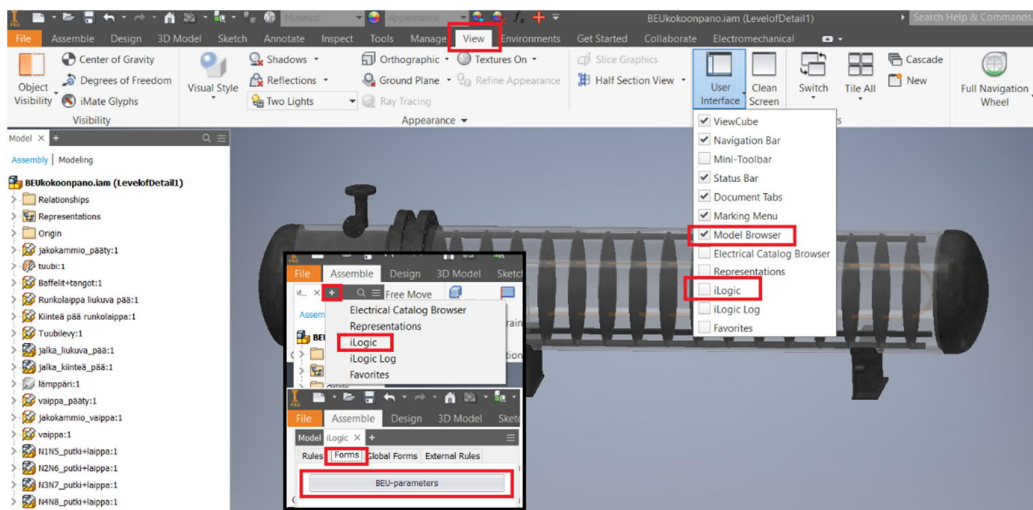 PRO
Material
Appearance
BEUkokoonpano.iam (LevelofDetail1)
Search Help & Commands
File Assemble Design 3D Model Sketch Annotate Inspect Tools Manage View Environments Get Started Collaborate Electromechanical
Object Visibility
Center of Gravity
Degrees of Freedom
iMate Glyphs
Visibility
Visual Style
Shadows
Reflections
Two Lights
Orthographic
Ground Plane
Ray Tracing
Textures On
Refine Appearance
Appearance
Slice Graphics
Half Section View
User Interface
Clean Screen
Switch
Tile All
Cascade
New
Full Navigation Wheel
s
ViewCube
Navigation Bar
Mini-Toolbar
Status Bar
Document Tabs
Marking Menu
Model Browser
Electrical Catalog Browser
Representations
iLogic
iLogic Log
Favorites
Model × +
Assembly | Modeling
BEUkokoonpano.iam (LevelofDetail1)
Relationships
Representations
Origin
jakokammio_pääty:1
tuubi:1
Baffelit+tangot:1
Runkolaippa liukuva pää:1
Kiinteä pää runkolaippa:1
Tuubilevy:1
jalka_liukuva_pää:1
jalka_kiinteä_pää:1
lämppäri:1
vaippa_pääty:1
jakokammio_vaippa:1
vaippa:1
N1N5_putki+laippa:1
N2N6_putki+laippa:1
N3N7_putki+laippa:1
N4N8_putki+laippa:1
File Assemble Design 3D Model Sketch
M... × + Free Move
Assem
BEU
Electrical Catalog Browser
Representations
iLogic
iLogic Log
Favorites
PRO
File Assemble Design 3D Model Sket
Model iLogic × +
Rules Forms Global Forms External Rules
BEU-parameters